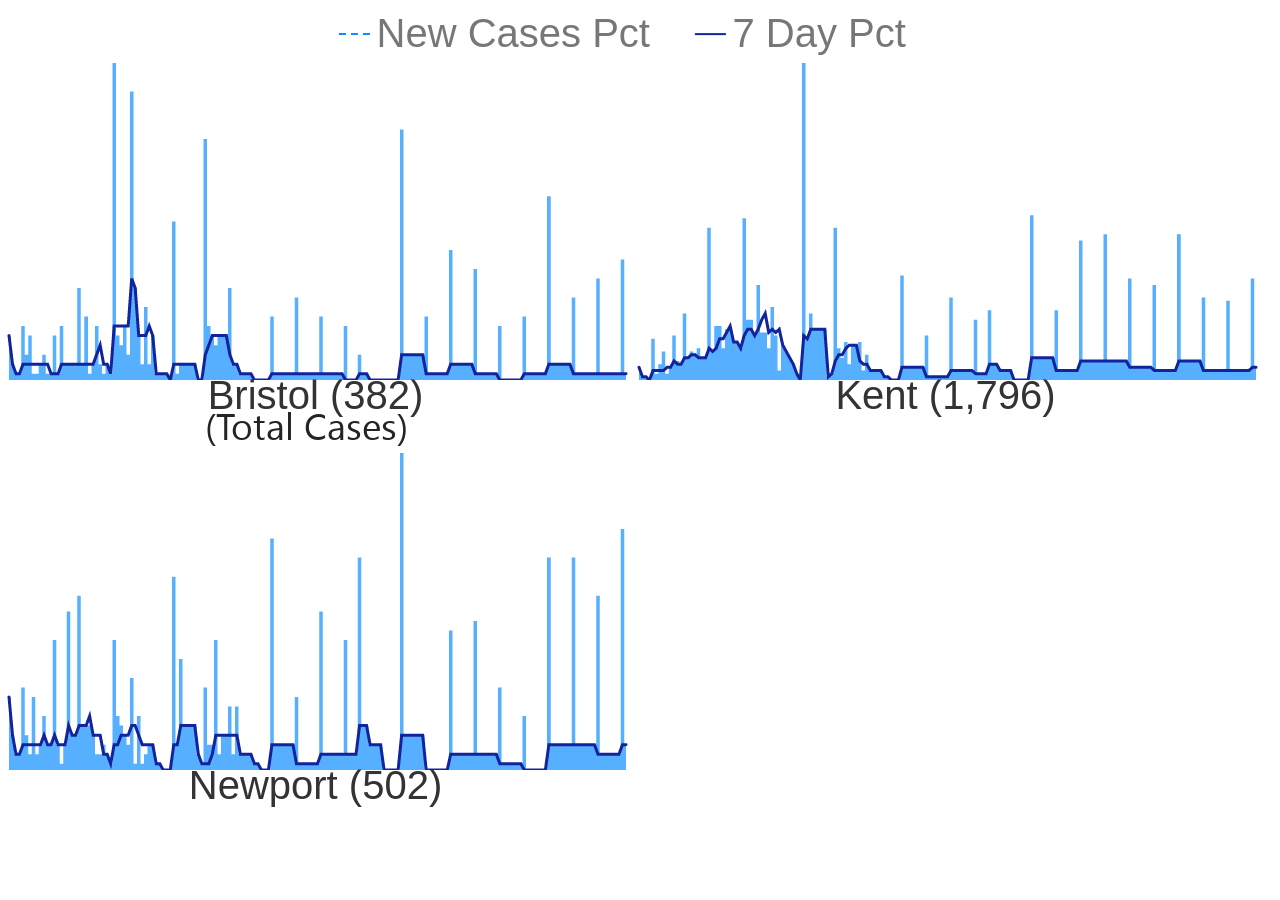 New Cases Pct 7 Day Pct
Bristol (382)
(Total Cases)
Kent (1,796)
Newport (502)